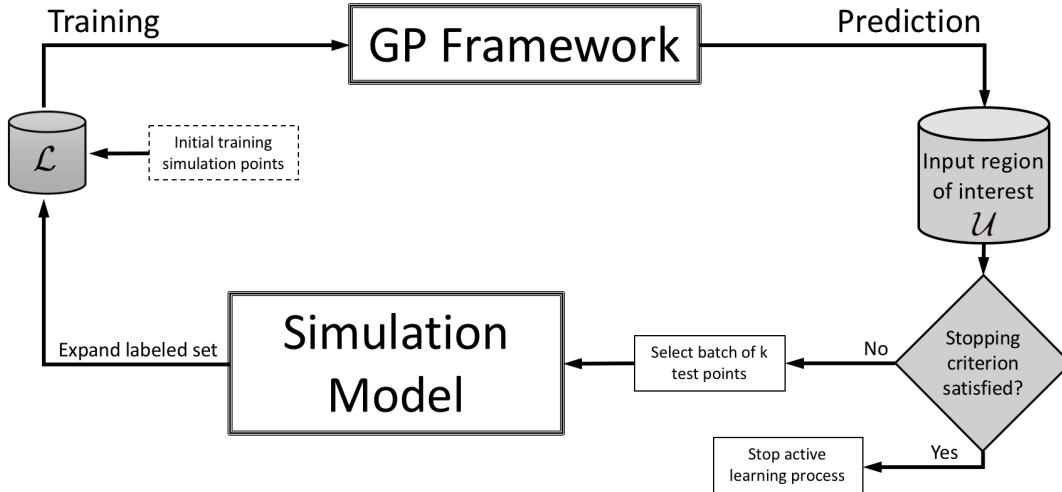 Training
GP Framework
Prediction
ℒ
Initial training
simulation points
Input region
of interest
𝒰
Simulation
Model
Expand labeled set
Select batch of k
test points
No
Stopping
criterion
satisfied?
Yes
Stop active
learning process